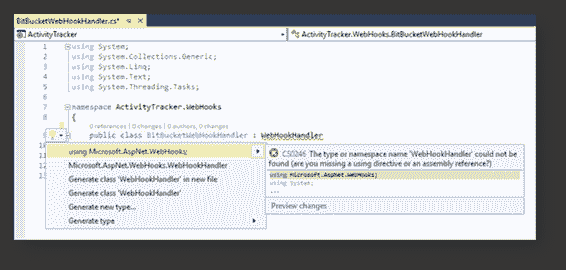 BitBucketWebHookHandler.cs*
ActivityTracker
ActivityTracker.WebHooks.BitBucketWebHookHandler
1 using System;
2 using System.Collections.Generic;
3 using System.Linq;
4 using System.Text;
5 using System.Threading.Tasks;
6
7 namespace ActivityTracker.WebHooks
8 {
0 references | 0 changes | 0 authors, 0 changes
9 public class BitBucketWebHookHandler : WebHookHandler
using Microsoft.AspNet.WebHooks;
Microsoft.AspNet.WebHooks.WebHookHandler
Generate class 'WebHookHandler' in new file
Generate class 'WebHookHandler'
Generate new type...
Generate type
CS0246 The type or namespace name 'WebHookHandler' could not be
found (are you missing a using directive or an assembly reference?)
using Microsoft.AspNet.WebHooks;
using System;
...
Preview changes